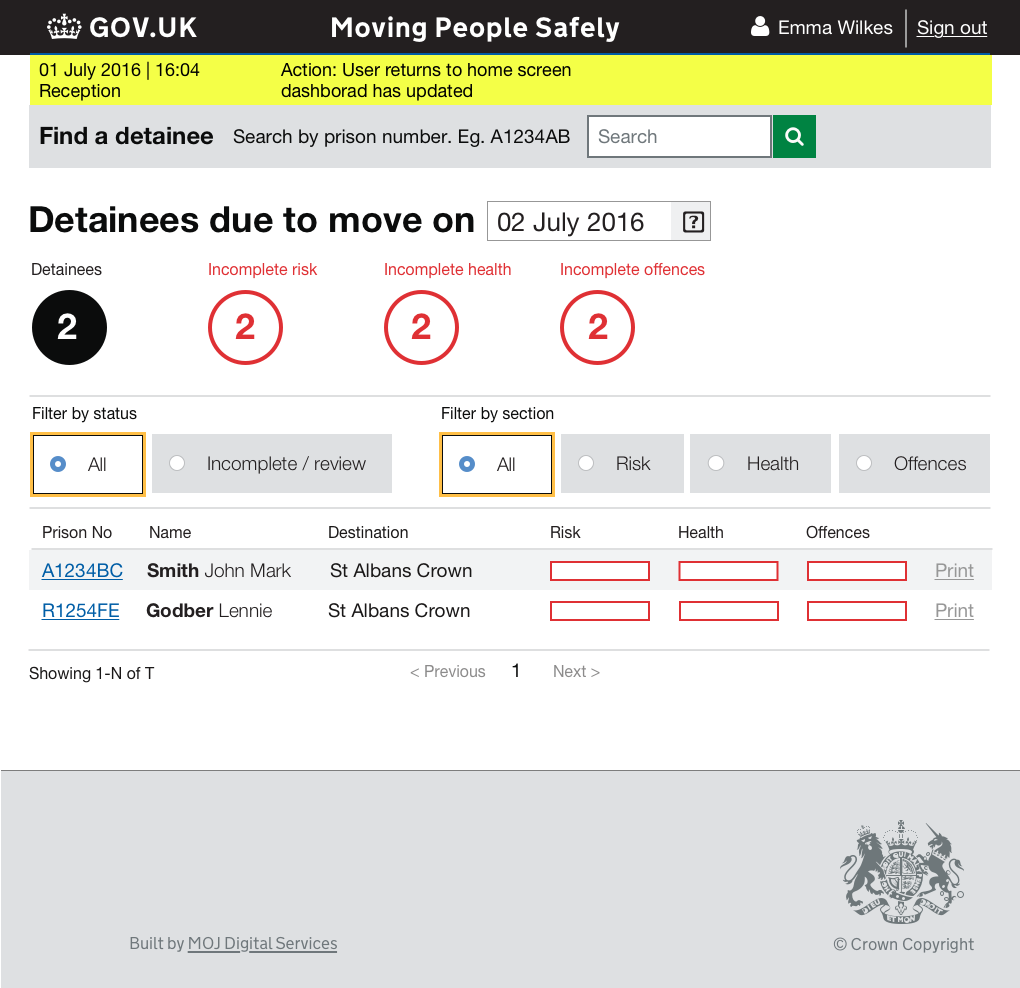 GOV.UK Moving People Safely Emma Wilkes Sign out
01 July 2016 | 16:04 Action: User returns to home screen
Reception dashborad has updated
Find a detainee Search by prison number. Eg. A1234AB Search
Detainees due to move on 02 July 2016 ?
Detainees Incomplete risk Incomplete health Incomplete offences
2 2 2 2
Filter by status Filter by section
All Incomplete / review All Risk Health Offences
Prison No Name Destination Risk Health Offences
A1234BC Smith John Mark St Albans Crown Print
R1254FE Godber Lennie St Albans Crown Print
Showing 1-N of T < Previous 1 Next >
Built by MOJ Digital Services © Crown Copyright